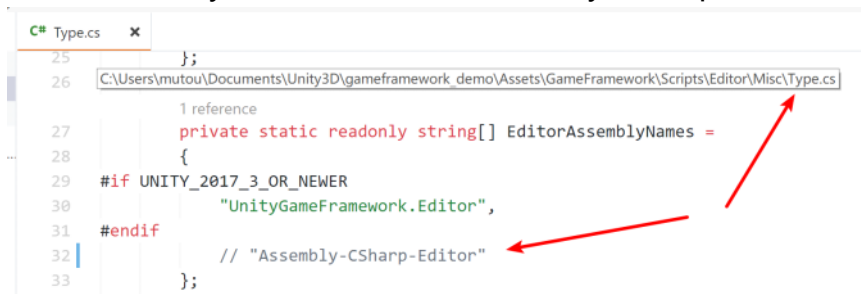 C# Type.cs ×
25 };
26 C:\Users\mutou\Documents\Unity3D\gameframework_demo\Assets\GameFramework\Scripts\Editor\Misc\Type.cs
1 reference
27 private static readonly string[] EditorAssemblyNames =
28 {
29 #if UNITY_2017_3_OR_NEWER
30 "UnityGameFramework.Editor",
31 #endif
32 // "Assembly-CSharp-Editor"
33 };